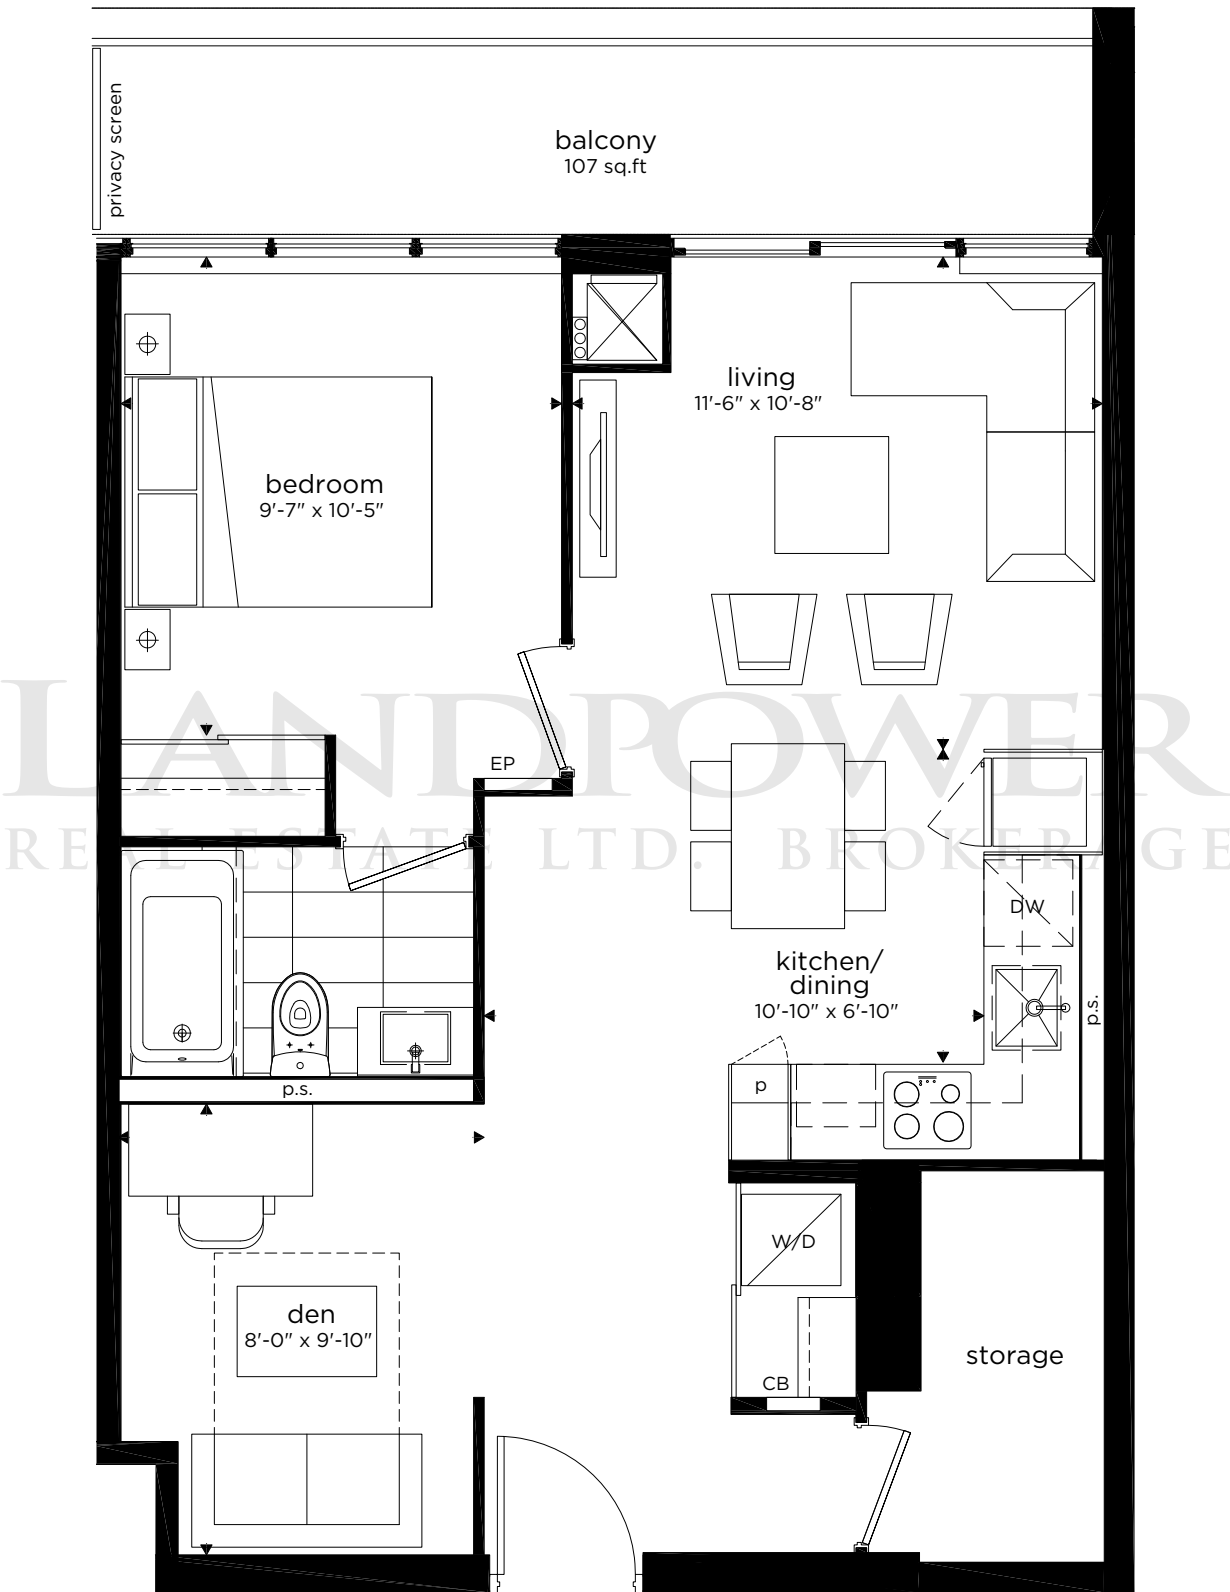 privacy screen
balcony
107 sq.ft
living
11'-6" x 10'-8"
bedroom
9'-7" x 10'-5"
LANDPOWER
EP
REAL ESTATE LTD. BROKERAGE
DW
kitchen/
dining
10'-10" x 6'-10"
p.s.
p
p.s.
W/D
den
8'-0" x 9'-10"
storage
CB